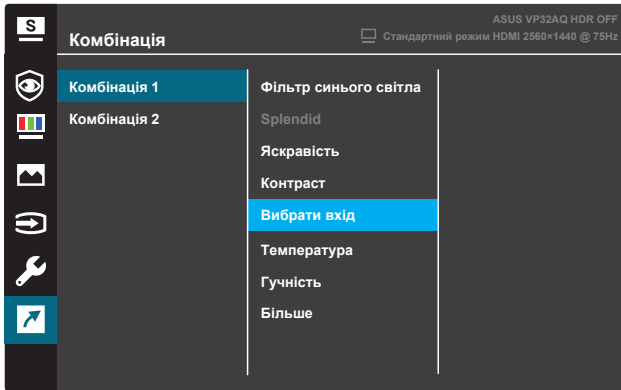 S
ASUS VP32AQ HDR OFF
Комбінація
Стандартний режим HDMI 2560×1440 @ 75Hz
Комбінація 1
Комбінація 2
Фільтр синього світла
Splendid
Яскравість
Контраст
Вибрати вхід
Температура
Гучність
Більше